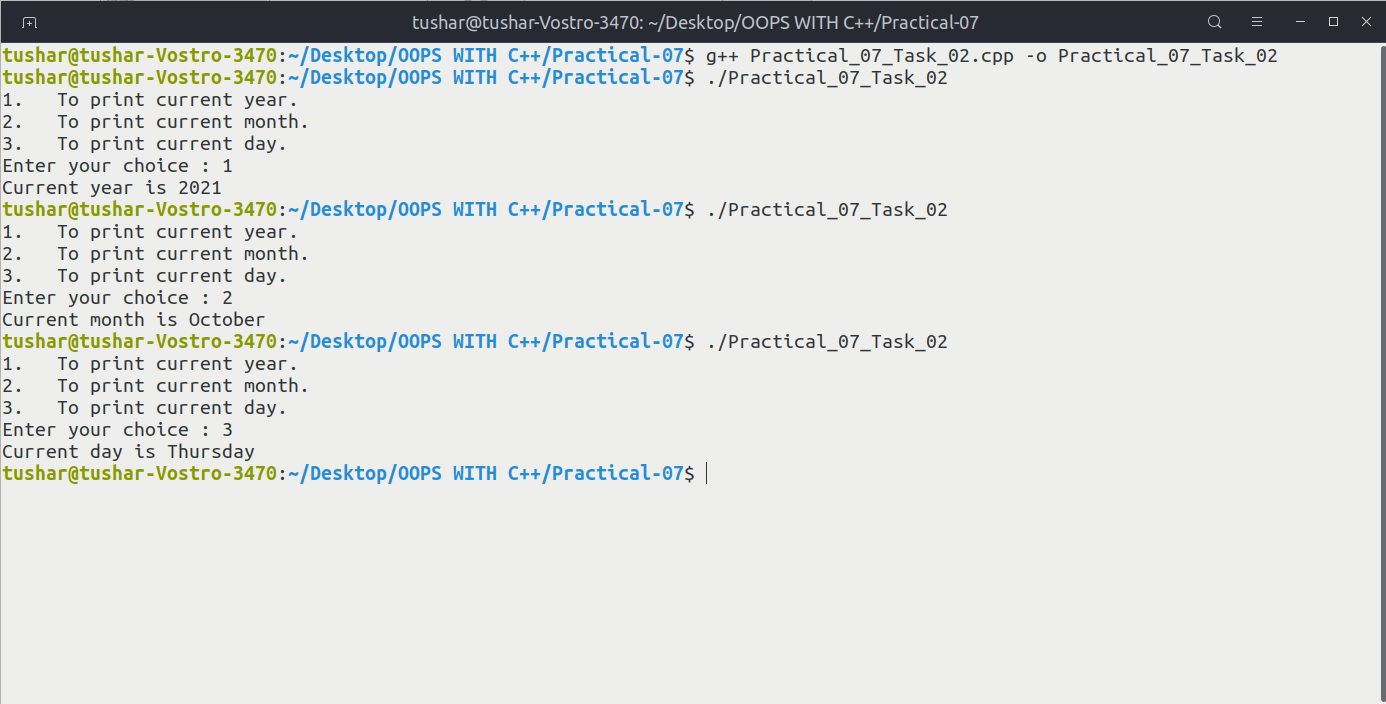 tushar@tushar-Vostro-3470: ~/Desktop/OOPS WITH C++/Practical-07
tushar@tushar-Vostro-3470:~/Desktop/OOPS WITH C++/Practical-07$ g++ Practical_07_Task_02.cpp -o Practical_07_Task_02
tushar@tushar-Vostro-3470:~/Desktop/OOPS WITH C++/Practical-07$ ./Practical_07_Task_02
1.   To print current year.
2.   To print current month.
3.   To print current day.
Enter your choice : 1
Current year is 2021
tushar@tushar-Vostro-3470:~/Desktop/OOPS WITH C++/Practical-07$ ./Practical_07_Task_02
1.   To print current year.
2.   To print current month.
3.   To print current day.
Enter your choice : 2
Current month is October
tushar@tushar-Vostro-3470:~/Desktop/OOPS WITH C++/Practical-07$ ./Practical_07_Task_02
1.   To print current year.
2.   To print current month.
3.   To print current day.
Enter your choice : 3
Current day is Thursday
tushar@tushar-Vostro-3470:~/Desktop/OOPS WITH C++/Practical-07$